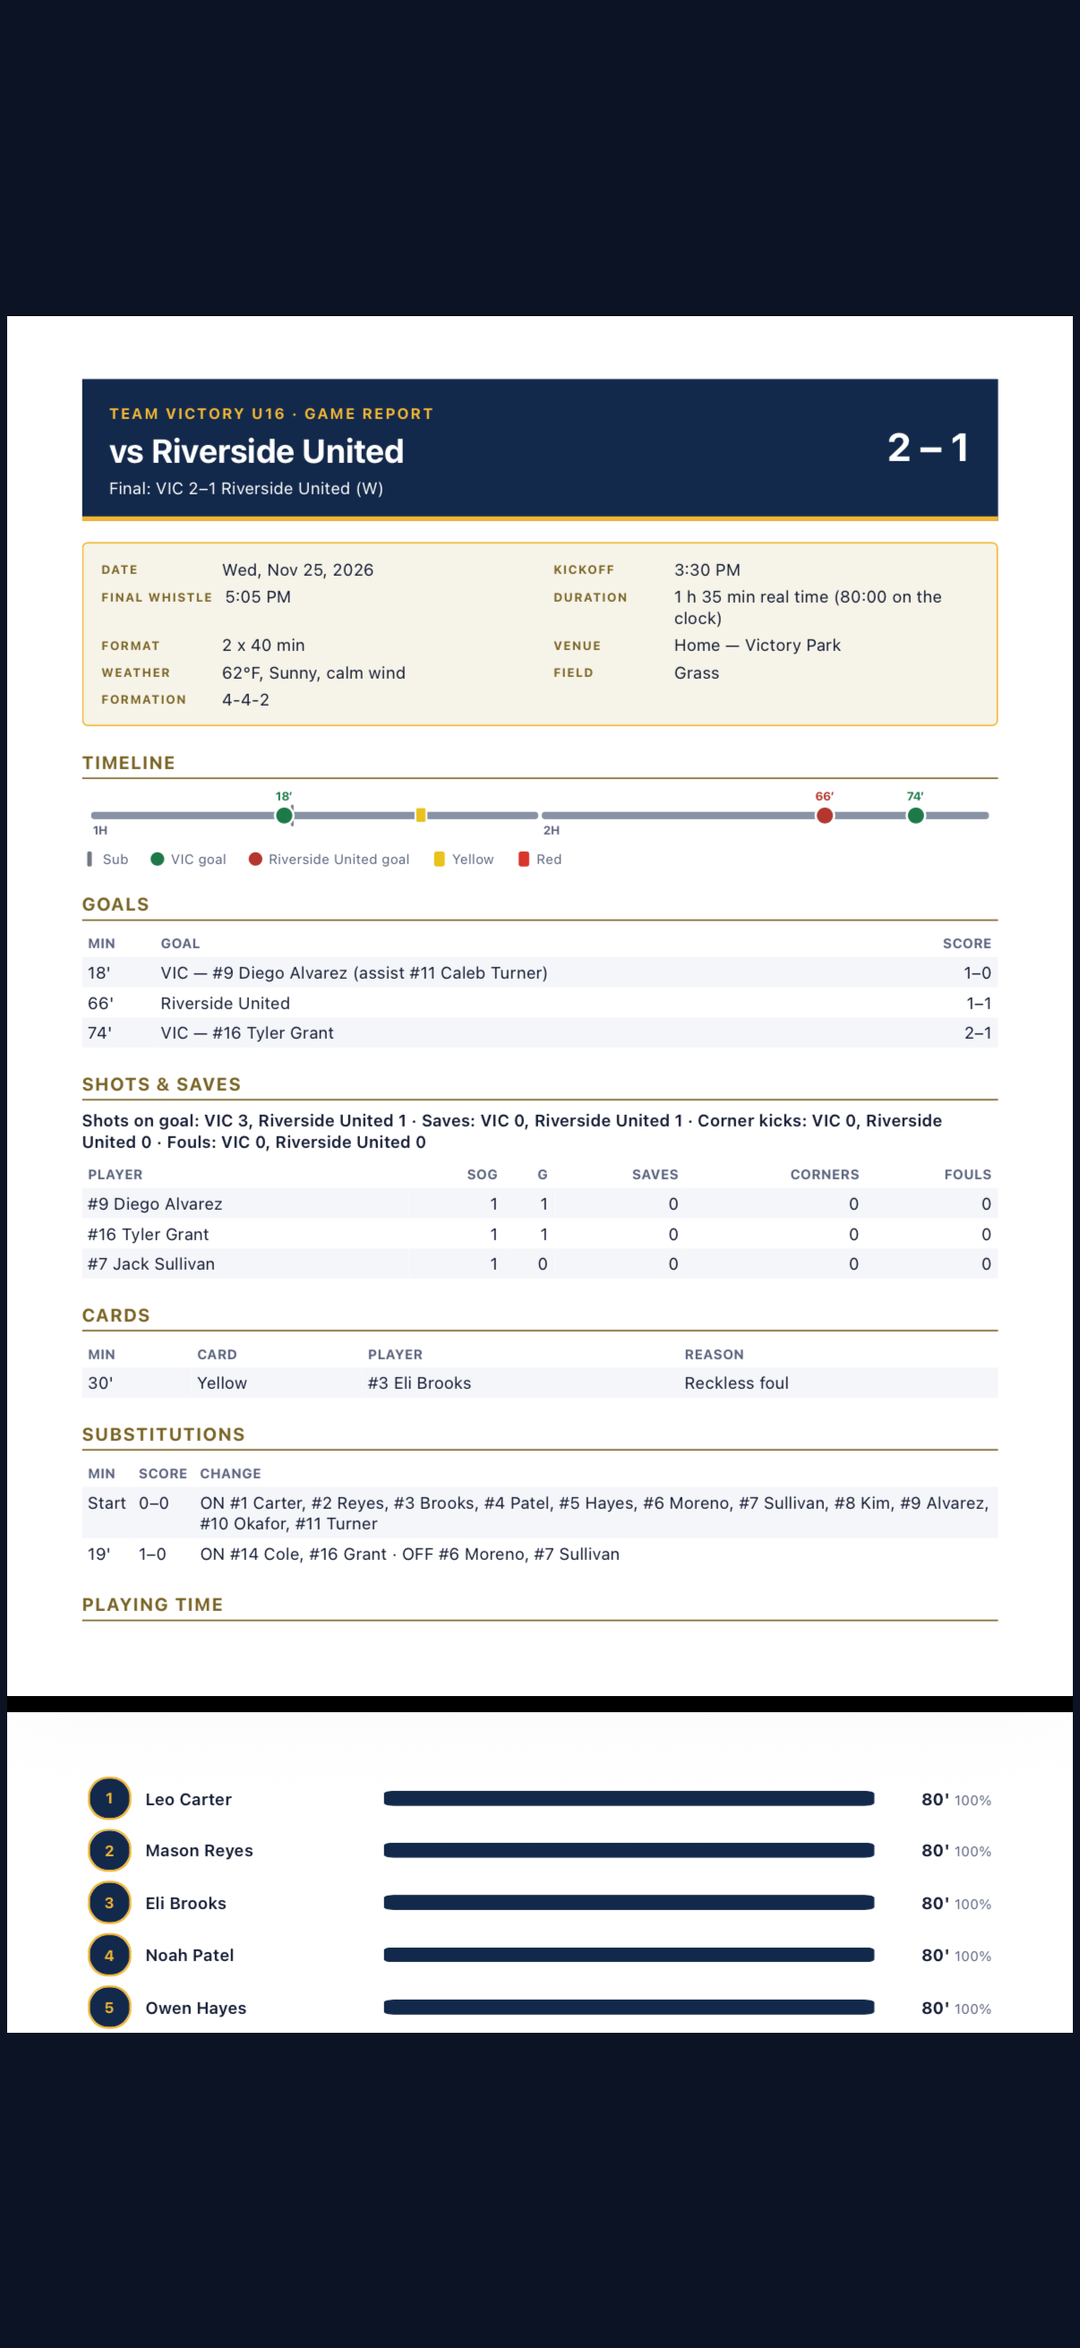 TEAM VICTORY U16 · GAME REPORT
vs Riverside United
2 – 1
Final: VIC 2–1 Riverside United (W)
DATE Wed, Nov 25, 2026 KICKOFF 3:30 PM
FINAL WHISTLE 5:05 PM DURATION 1 h 35 min real time (80:00 on the
clock)
FORMAT 2 x 40 min VENUE Home — Victory Park
WEATHER 62°F, Sunny, calm wind FIELD Grass
FORMATION 4-4-2
TIMELINE
18' 66' 74'
1H 2H
Sub VIC goal Riverside United goal Yellow Red
GOALS
MIN GOAL SCORE
18' VIC — #9 Diego Alvarez (assist #11 Caleb Turner) 1–0
66' Riverside United 1–1
74' VIC — #16 Tyler Grant 2–1
SHOTS & SAVES
Shots on goal: VIC 3, Riverside United 1 · Saves: VIC 0, Riverside United 1 · Corner kicks: VIC 0, Riverside
United 0 · Fouls: VIC 0, Riverside United 0
PLAYER SOG G SAVES CORNERS FOULS
#9 Diego Alvarez 1 1 0 0 0
#16 Tyler Grant 1 1 0 0 0
#7 Jack Sullivan 1 0 0 0 0
CARDS
MIN CARD PLAYER REASON
30' Yellow #3 Eli Brooks Reckless foul
SUBSTITUTIONS
MIN SCORE CHANGE
Start 0–0 ON #1 Carter, #2 Reyes, #3 Brooks, #4 Patel, #5 Hayes, #6 Moreno, #7 Sullivan, #8 Kim, #9 Alvarez,
#10 Okafor, #11 Turner
19' 1–0 ON #14 Cole, #16 Grant · OFF #6 Moreno, #7 Sullivan
PLAYING TIME
1 Leo Carter 80' 100%
2 Mason Reyes 80' 100%
3 Eli Brooks 80' 100%
4 Noah Patel 80' 100%
5 Owen Hayes 80' 100%